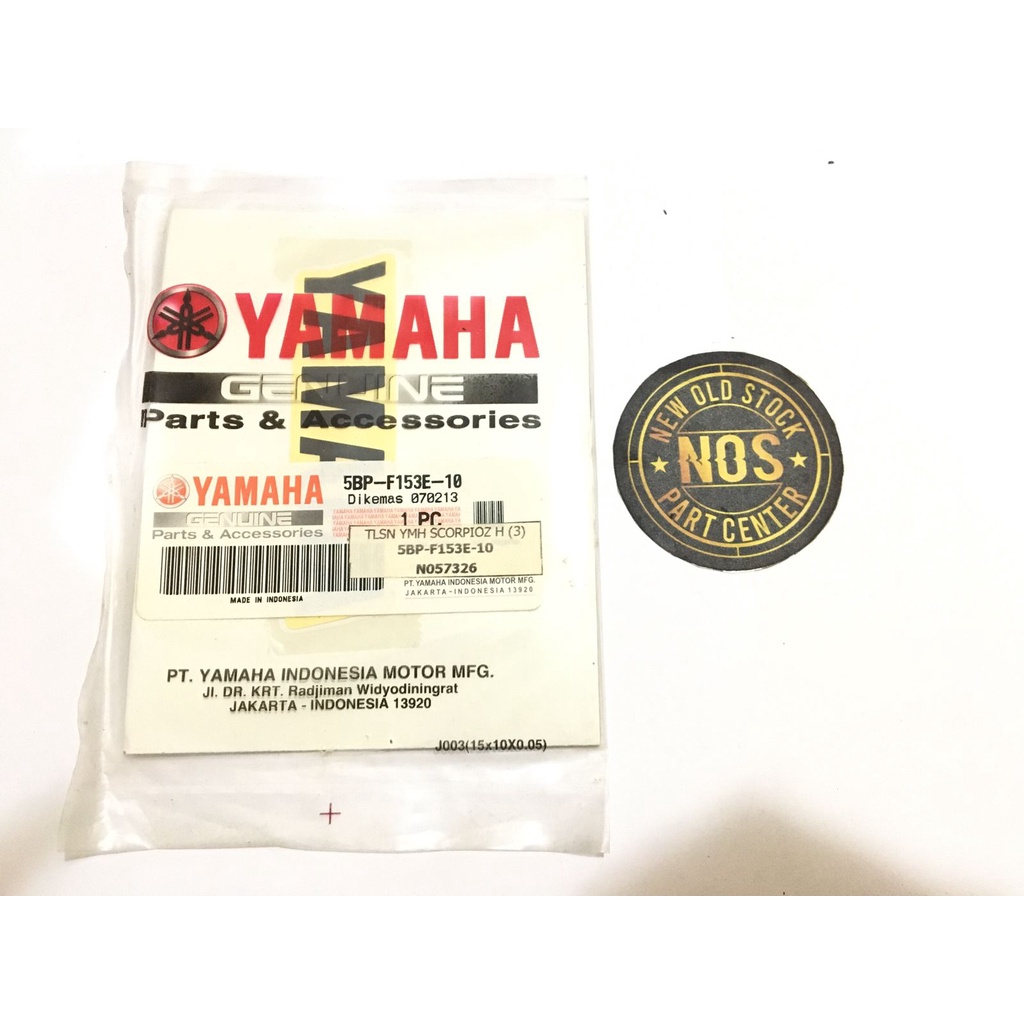 YAMAHA
YAMAHA
GENUINE
Parts & Accessories
YAMAHA
GENUINE
Parts & Accessories
5BP-F153E-10
Dikemas 070213
1 PC.
TLSN YMH SCORPIOZ H (3)
5BP-F153E-10
N057326
PT. YAMAHA INDONESIA MOTOR MFG.
JAKARTA - INDONESIA 13920
MADE IN INDONESIA
PT. YAMAHA INDONESIA MOTOR MFG.
Jl. DR. KRT. Radjiman Widyodiningrat
JAKARTA - INDONESIA 13920
J003(15x10X0.05)
NEW OLD STOCK
NOS
PART CENTER